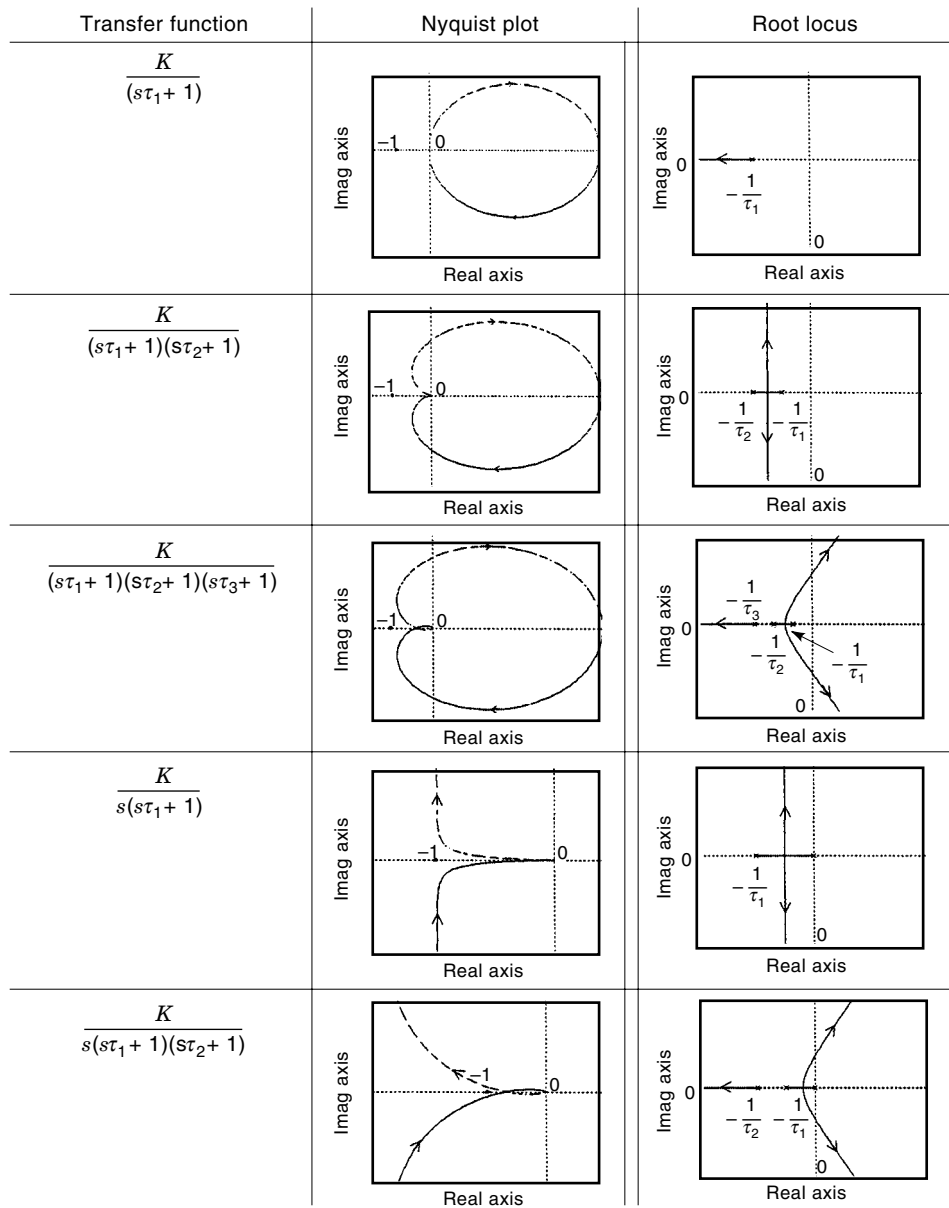 Transfer function Nyquist plot Root locus
K
(sτ1 + 1)
Imag axis
−1
0
Real axis
Imag axis
0
− 1
τ1
0
Real axis
K
(sτ1 + 1)(sτ2 + 1)
Imag axis
−1
0
Real axis
Imag axis
0
− 1 − 1
τ2 τ1
0
Real axis
K
(sτ1 + 1)(sτ2 + 1)(sτ3 + 1)
Imag axis
−1
0
Real axis
Imag axis
− 1
τ3
0
− 1 − 1
τ2 τ1
0
Real axis
K
s(sτ1 + 1)
Imag axis
−1
0
Real axis
Imag axis
0
− 1
τ1
0
Real axis
K
s(sτ1 + 1)(sτ2 + 1)
Imag axis
−1
0
Real axis
Imag axis
0
− 1 − 1
τ2 τ1
0
Real axis